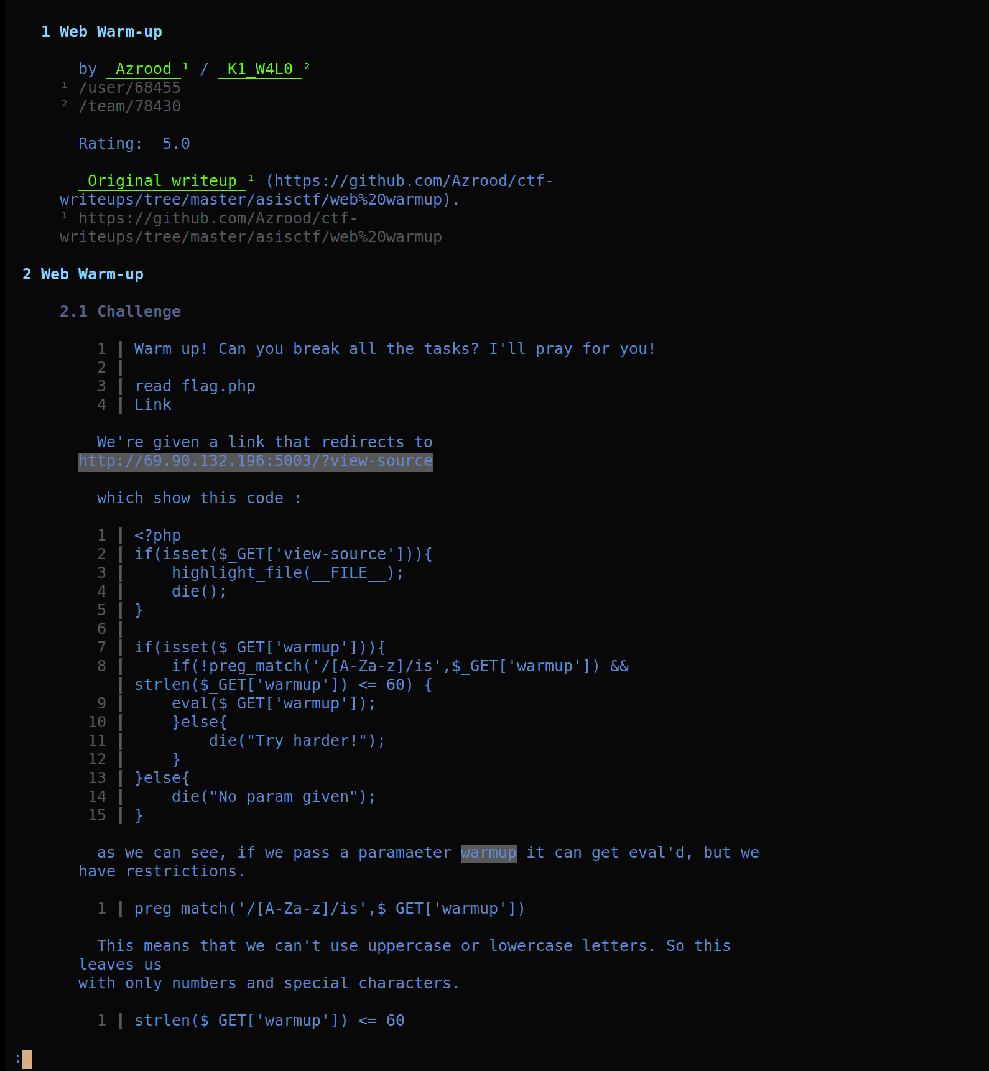 1 Web Warm-up
by Azrood ¹ / K1_W4L0 ²
¹ /user/68455
² /team/78430
Rating:  5.0
Original writeup ¹ (https://github.com/Azrood/ctf-
writeups/tree/master/asisctf/web%20warmup).
¹ https://github.com/Azrood/ctf-
writeups/tree/master/asisctf/web%20warmup
2 Web Warm-up
2.1 Challenge
1 | Warm up! Can you break all the tasks? I'll pray for you!
2 |
3 | read flag.php
4 | Link
We're given a link that redirects to
http://69.90.132.196:5003/?view-source
which show this code :
1 | <?php
2 | if(isset($_GET['view-source'])){
3 |     highlight_file(__FILE__);
4 |     die();
5 | }
6 |
7 | if(isset($_GET['warmup'])){
8 |     if(!preg_match('/[A-Za-z]/is',$_GET['warmup']) &&
| strlen($_GET['warmup']) <= 60) {
9 |     eval($_GET['warmup']);
10 |     }else{
11 |         die("Try harder!");
12 |     }
13 | }else{
14 |     die("No param given");
15 | }
as we can see, if we pass a paramaeter warmup it can get eval'd, but we
have restrictions.
1 | preg_match('/[A-Za-z]/is',$_GET['warmup'])
This means that we can't use uppercase or lowercase letters. So this
leaves us
with only numbers and special characters.
1 | strlen($_GET['warmup']) <= 60
: